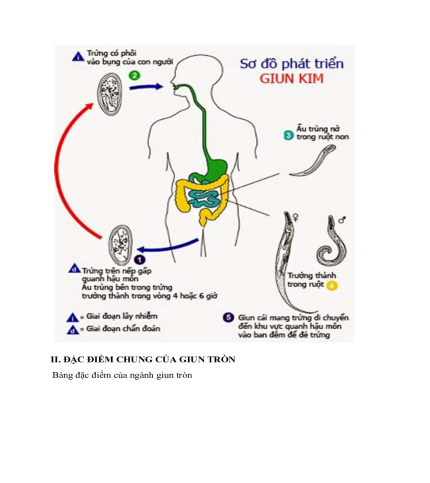 Trứng có phôi
vào bụng của con người
i
2
Sơ đồ phát triển
GIUN KIM
3 Ấu trùng nở
trong ruột non
♀ ♂
Trưởng thành
trong ruột 4
1
d Trứng trên nếp gấp
quanh hậu môn
Ấu trùng bên trong trứng
trưởng thành trong vòng 4 hoặc 6 giờ
i = Giai đoạn lây nhiễm
d = Giai đoạn chẩn đoán
5 Giun cái mang trứng di chuyển
đến khu vực quanh hậu môn
vào ban đêm để đẻ trứng
II. ĐẶC ĐIỂM CHUNG CỦA GIUN TRÒN
Bảng đặc điểm của ngành giun tròn